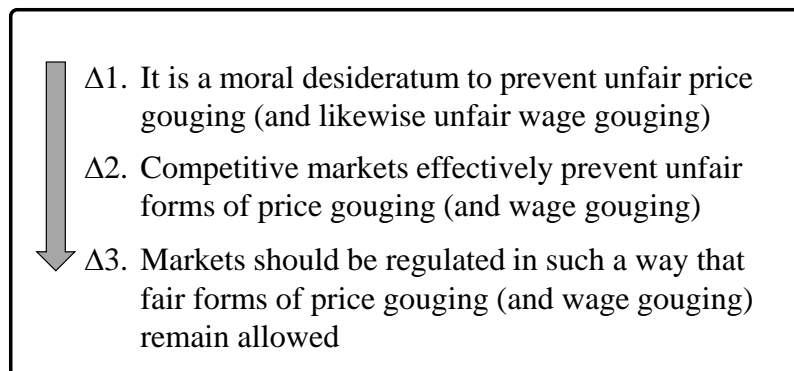 Δ1. It is a moral desideratum to prevent unfair price
gouging (and likewise unfair wage gouging)
Δ2. Competitive markets effectively prevent unfair
forms of price gouging (and wage gouging)
Δ3. Markets should be regulated in such a way that
fair forms of price gouging (and wage gouging)
remain allowed